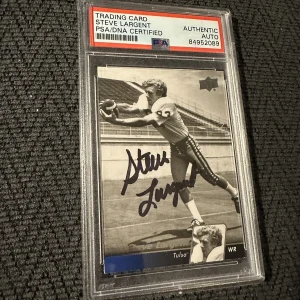 TRADING CARD
STEVE LARGENT
PSA/DNA CERTIFIED
AUTHENTIC
AUTO
84952089
PSA
Steve
Largent
Tulsa
WR